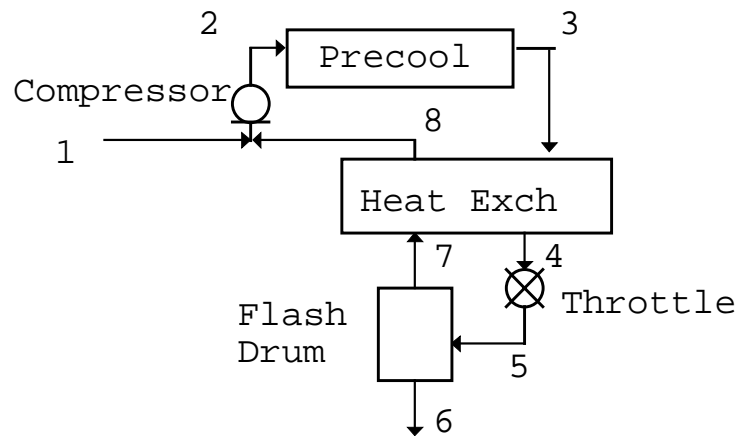 2
3
Precool
Compressor
8
1
Heat Exch
7
4
Throttle
Flash
Drum
5
6